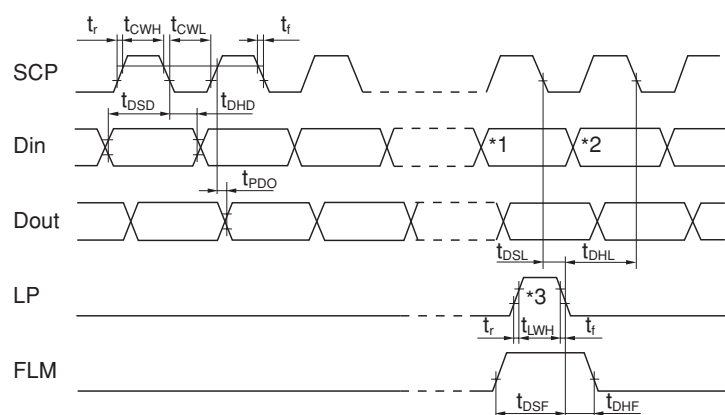 tr tCWH tCWL tf
SCP
tDSD tDHD
Din *1 *2
tPDO
Dout
tDSL tDHL
LP *3
tr tLWH tf
FLM
tDSF tDHF